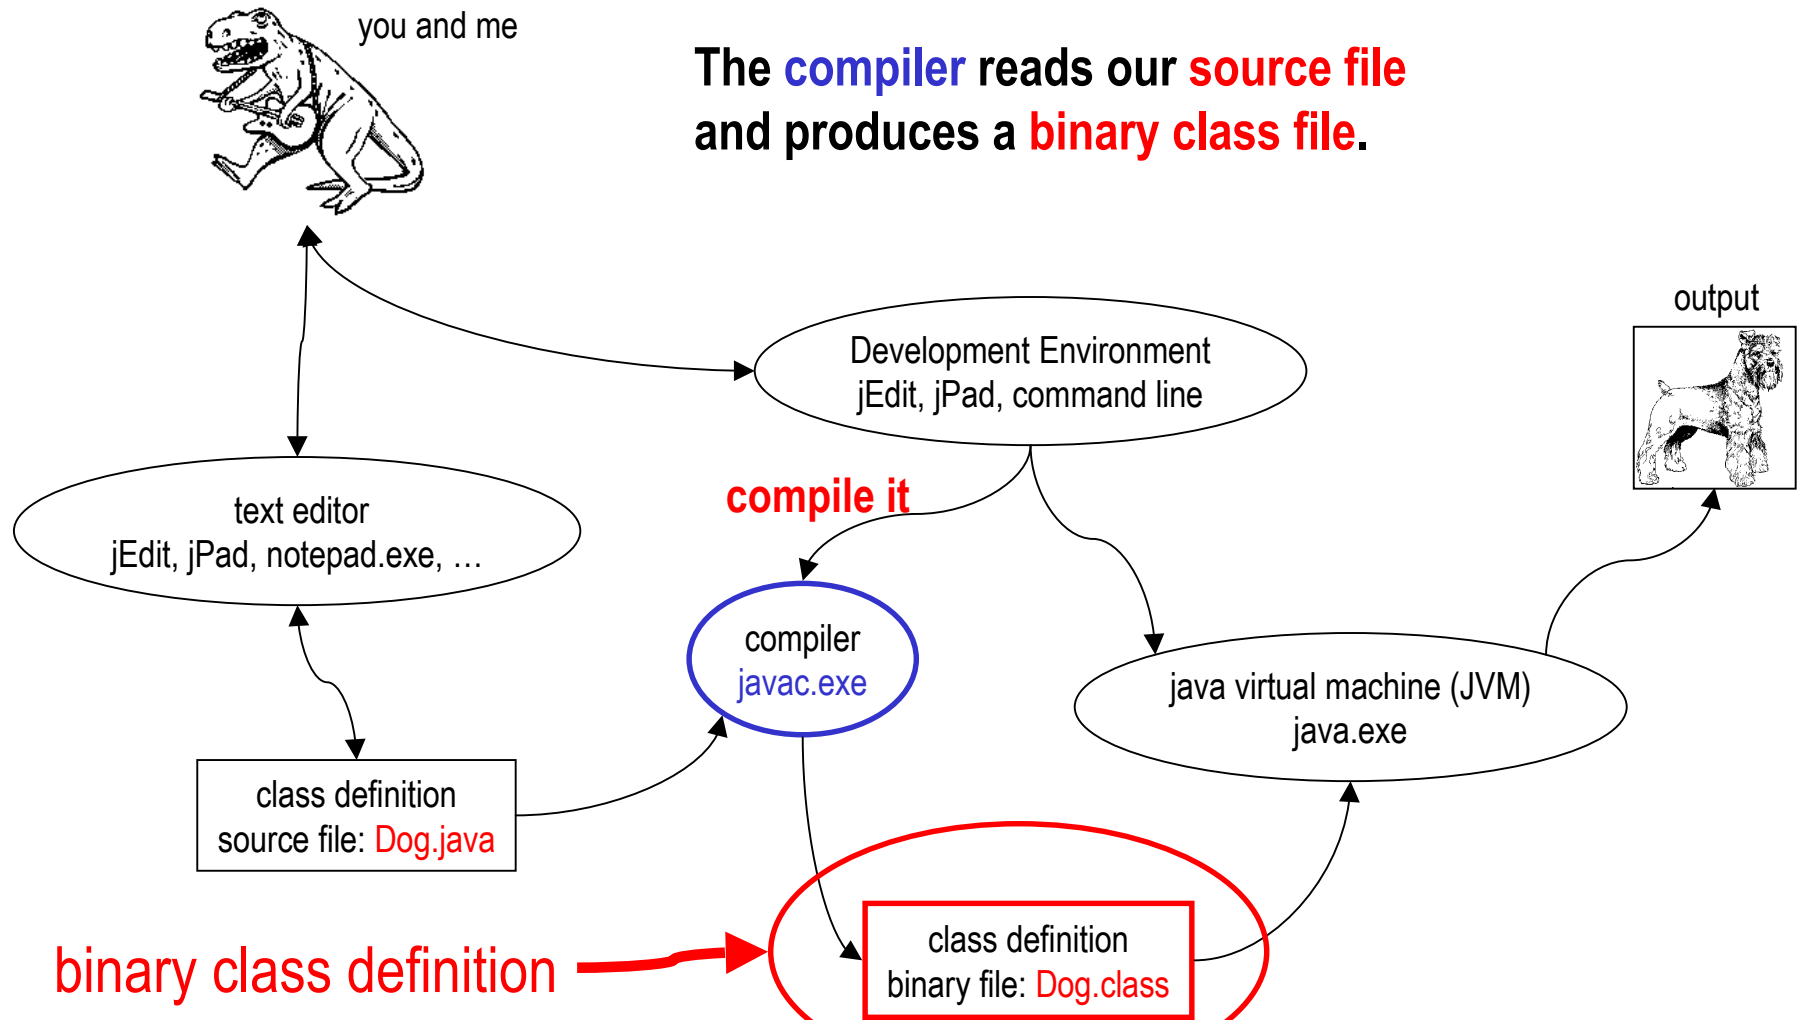 you and me
The compiler reads our source file
and produces a binary class file.
output
Development Environment
jEdit, jPad, command line
compile it
text editor
jEdit, jPad, notepad.exe, …
compiler
javac.exe
java virtual machine (JVM)
java.exe
class definition
source file: Dog.java
class definition
binary file: Dog.class
binary class definition